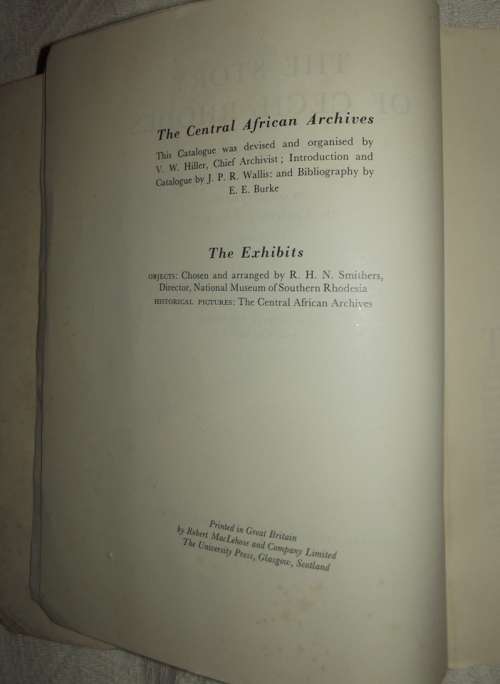 The Central African Archives
This Catalogue was devised and organised by
V. W. Hiller, Chief Archivist; Introduction and
Catalogue by J. P. R. Wallis: and Bibliography by
E. E. Burke
The Exhibits
OBJECTS: Chosen and arranged by R. H. N. Smithers,
Director, National Museum of Southern Rhodesia
HISTORICAL PICTURES: The Central African Archives
Printed in Great Britain
by Robert MacLehose and Company Limited
The University Press, Glasgow, Scotland